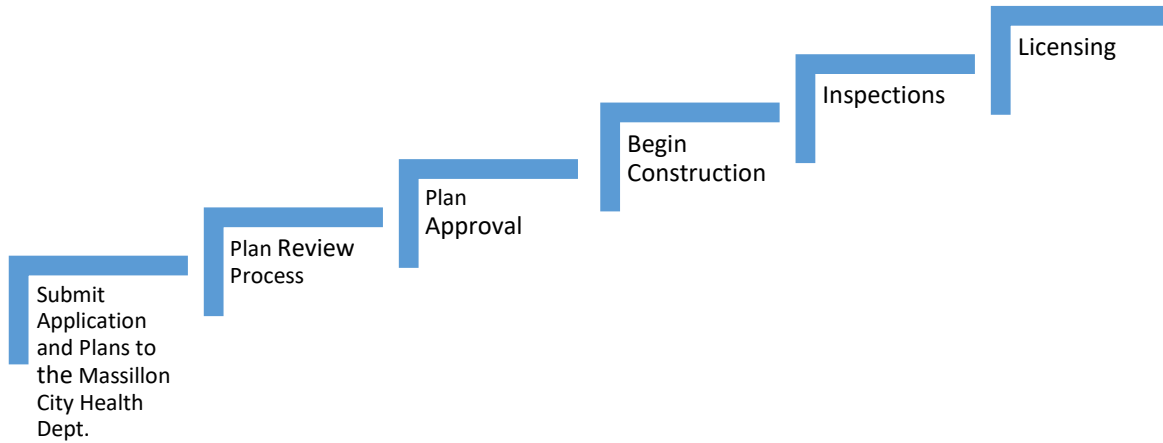 Submit
Application
and Plans to
the Massillon
City Health
Dept.
Plan Review
Process
Plan
Approval
Begin
Construction
Inspections
Licensing